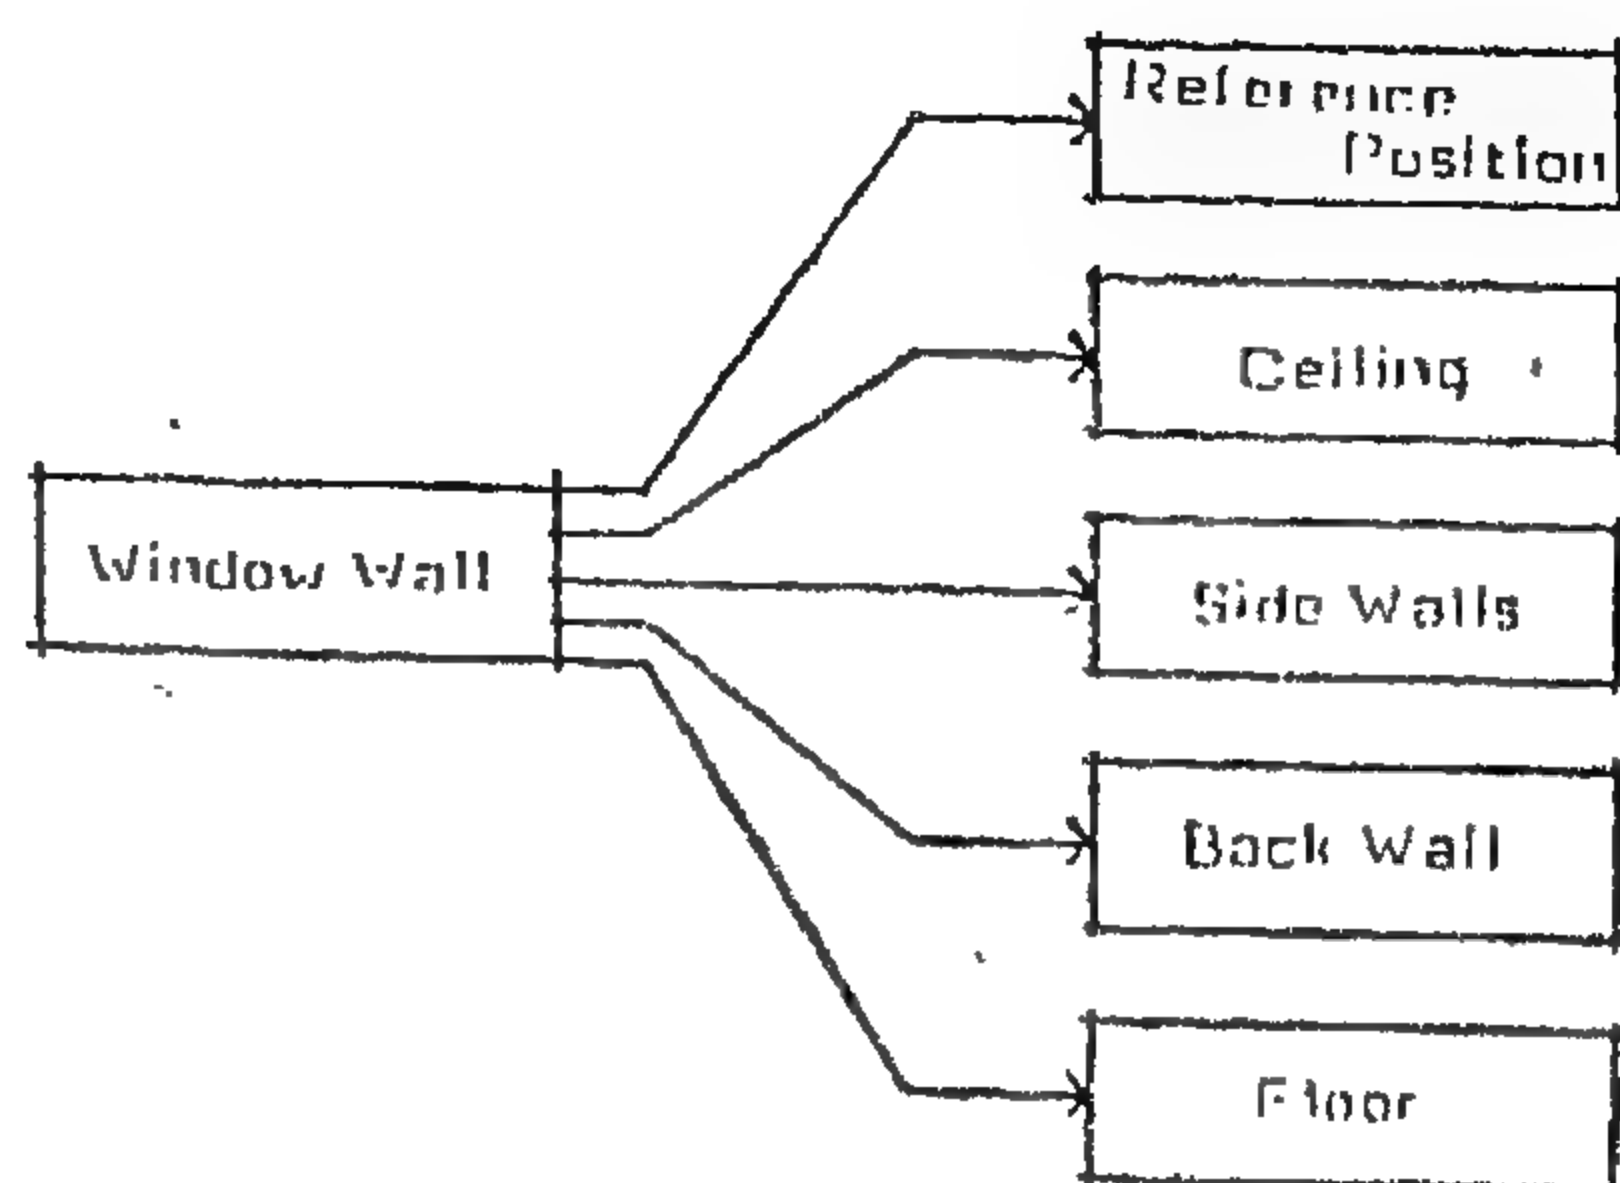 Reference
Position
Ceiling
Window Wall
Side Walls
Back Wall
Floor